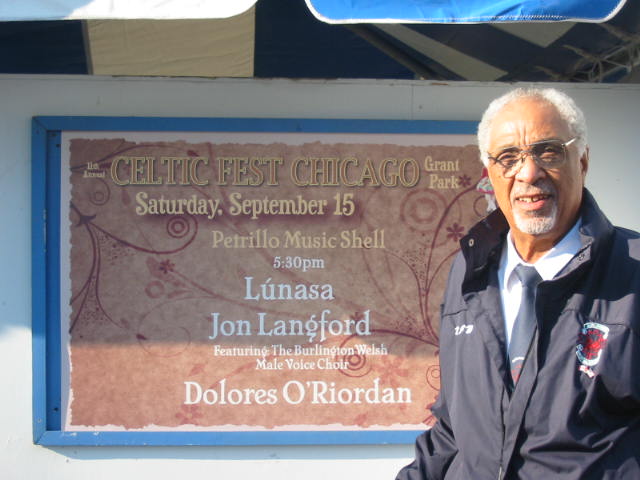 11th Annual CELTIC FEST CHICAGO Grant Park
Saturday, September 15
Petrillo Music Shell
5:30pm
Lúnasa
Jon Langford
Featuring: The Burlington Welsh
Male Voice Choir
Dolores O'Riordan